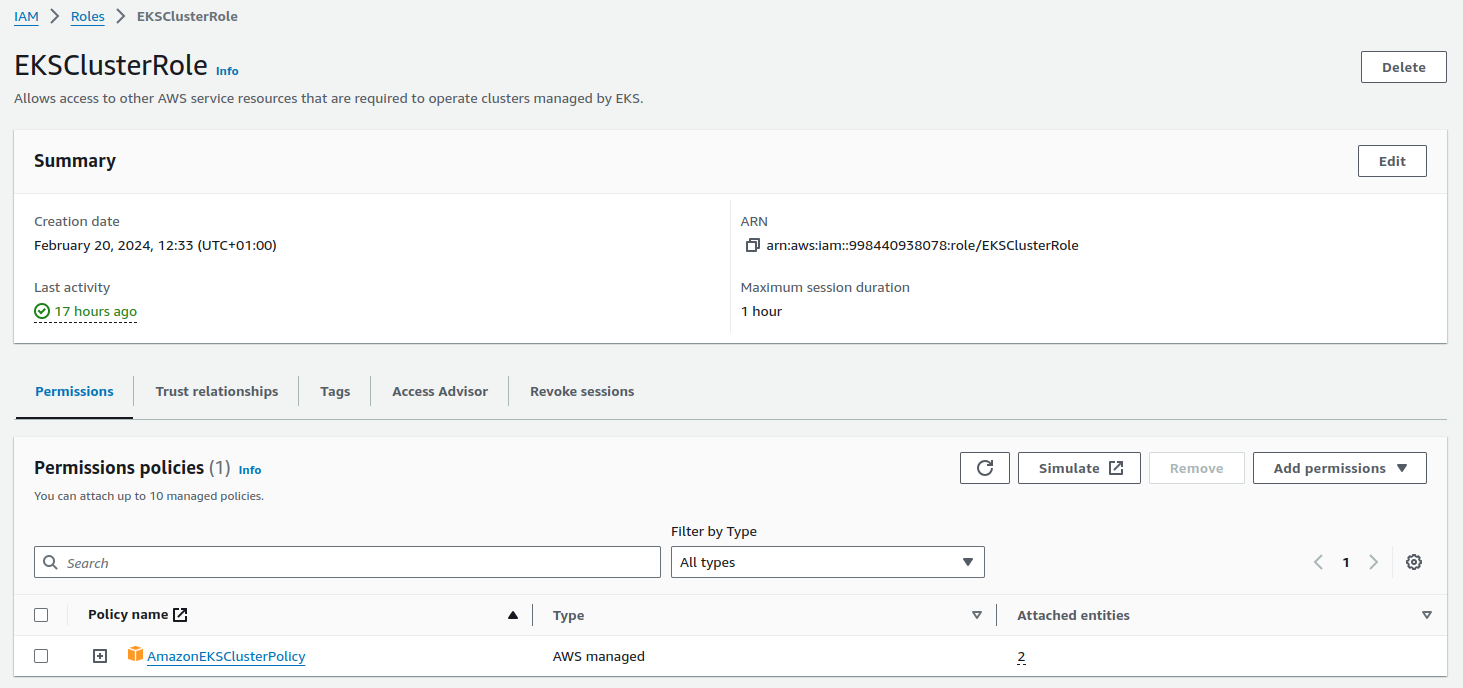 IAM > Roles > EKSClusterRole
EKSClusterRole Info
Delete
Allows access to other AWS service resources that are required to operate clusters managed by EKS.
Summary
Edit
Creation date
February 20, 2024, 12:33 (UTC+01:00)
ARN
arn:aws:iam::998440938078:role/EKSClusterRole
Last activity
17 hours ago
Maximum session duration
1 hour
Permissions
Trust relationships
Tags
Access Advisor
Revoke sessions
Permissions policies (1) Info
You can attach up to 10 managed policies.
Simulate
Remove
Add permissions
Filter by Type
Search
All types
1
Policy name
Type
Attached entities
AmazonEKSClusterPolicy
AWS managed
2